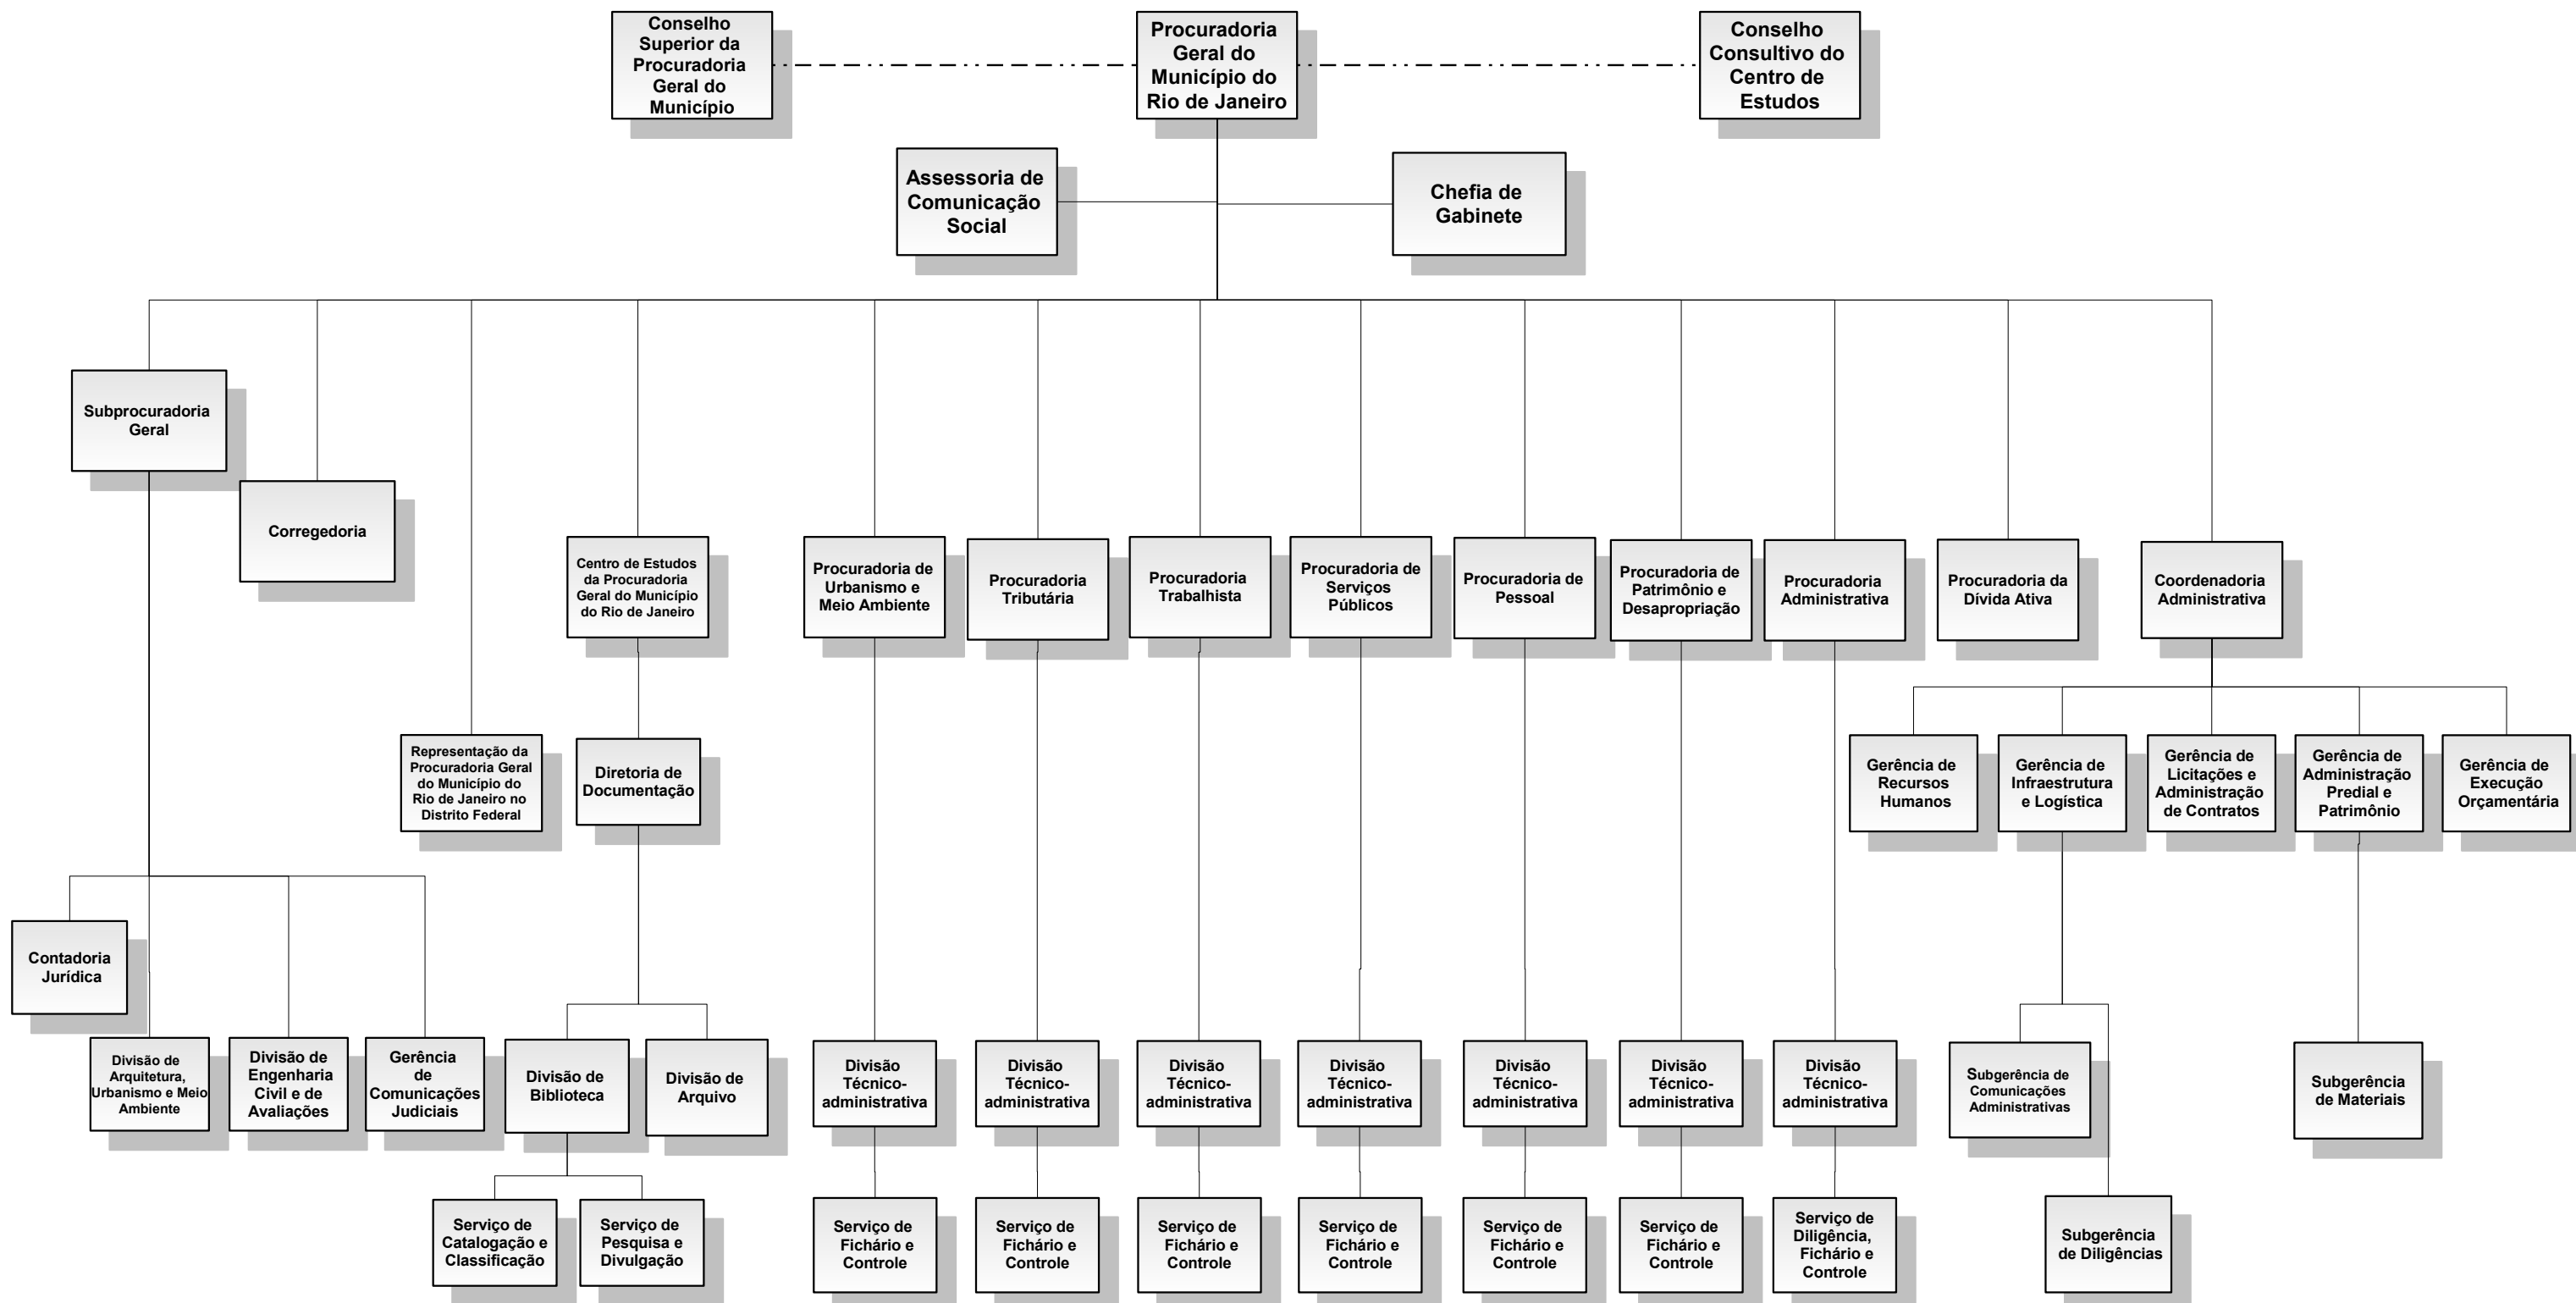 Conselho
Superior da
Procuradoria
Geral do
Município
Procuradoria
Geral do
Município do
Rio de Janeiro
Conselho
Consultivo do
Centro de
Estudos
Assessoria de
Comunicação
Social
Chefia de
Gabinete
Subprocuradoria
Geral
Corregedoria
Centro de Estudos
da Procuradoria
Geral do Município
do Rio de Janeiro
Procuradoria de
Urbanismo e
Meio Ambiente
Procuradoria
Tributária
Procuradoria
Trabalhista
Procuradoria de
Serviços
Públicos
Procuradoria de
Pessoal
Procuradoria de
Patrimônio e
Desapropriação
Procuradoria
Administrativa
Procuradoria da
Dívida Ativa
Coordenadoria
Administrativa
Representação da
Procuradoria Geral
do Município do
Rio de Janeiro no
Distrito Federal
Diretoria de
Documentação
Gerência de
Recursos
Humanos
Gerência de
Infraestrutura
e Logística
Gerência de
Licitações e
Administração
de Contratos
Gerência de
Administração
Predial e
Patrimônio
Gerência de
Execução
Orçamentária
Contadoria
Jurídica
Divisão de
Arquitetura,
Urbanismo e Meio
Ambiente
Divisão de
Engenharia
Civil e de
Avaliações
Gerência
de
Comunicações
Judiciais
Divisão de
Biblioteca
Divisão de
Arquivo
Divisão
Técnico-
administrativa
Divisão
Técnico-
administrativa
Divisão
Técnico-
administrativa
Divisão
Técnico-
administrativa
Divisão
Técnico-
administrativa
Divisão
Técnico-
administrativa
Divisão
Técnico-
administrativa
Subgerência de
Comunicações
Administrativas
Subgerência
de Materiais
Serviço de
Catalogação e
Classificação
Serviço de
Pesquisa e
Divulgação
Serviço de
Fichário e
Controle
Serviço de
Fichário e
Controle
Serviço de
Fichário e
Controle
Serviço de
Fichário e
Controle
Serviço de
Fichário e
Controle
Serviço de
Fichário e
Controle
Serviço de
Diligência,
Fichário e
Controle
Subgerência
de Diligências